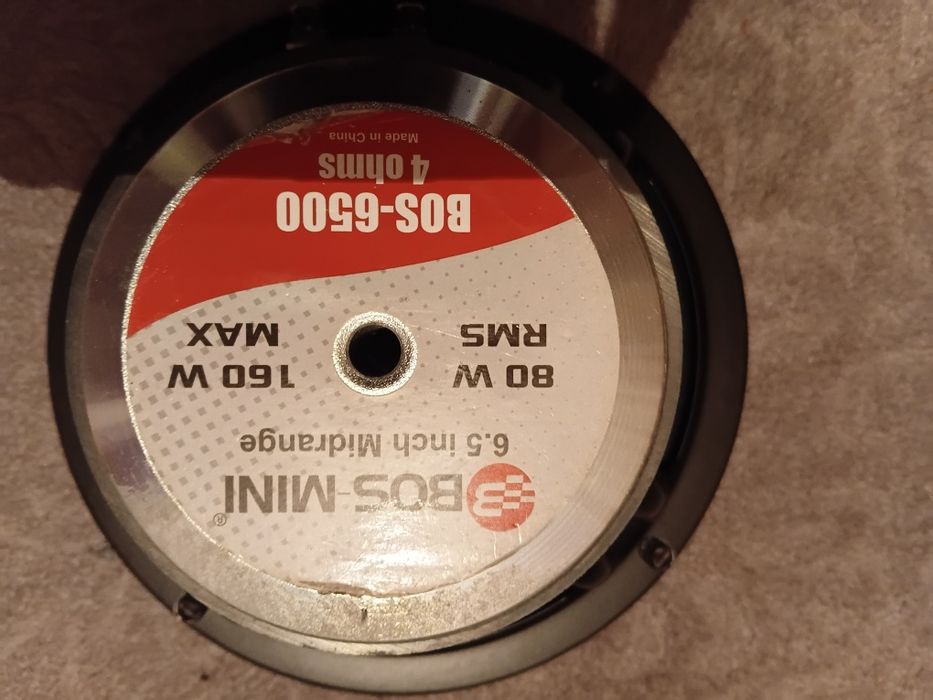 BOS-MINI®
6.5 inch Midrange
80 W 160 W
RMS MAX
BOS-6500
4 ohms
Made in China